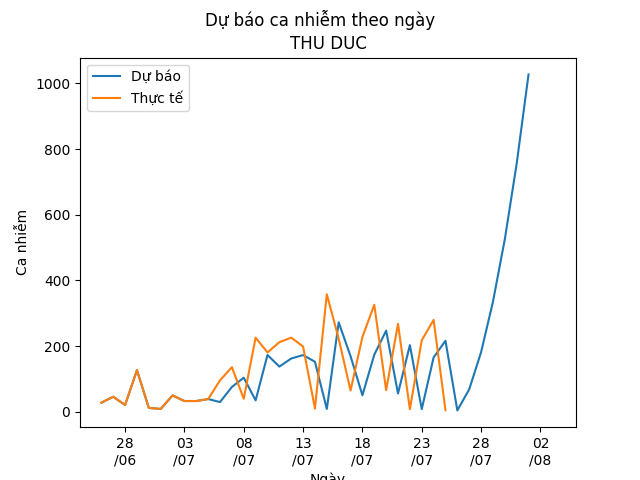 Dự báo ca nhiễm theo ngày
THU DUC
Dự báo
Thực tế
Ca nhiễm
1000
800
600
400
200
0
28 03 08 13 18 23 28 02
/06 /07 /07 /07 /07 /07 /07 /08
Ngày